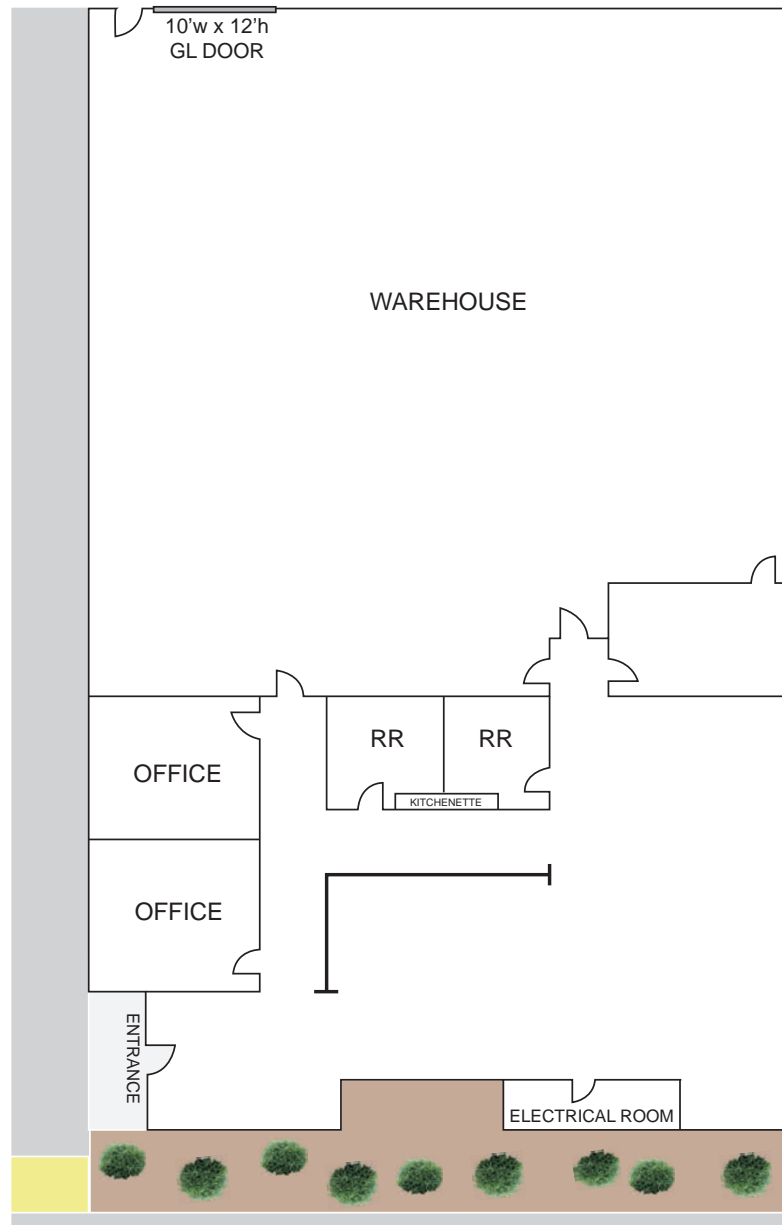 10'w x 12'h
GL DOOR
WAREHOUSE
RR
RR
OFFICE
KITCHENETTE
OFFICE
ENTRANCE
ELECTRICAL ROOM